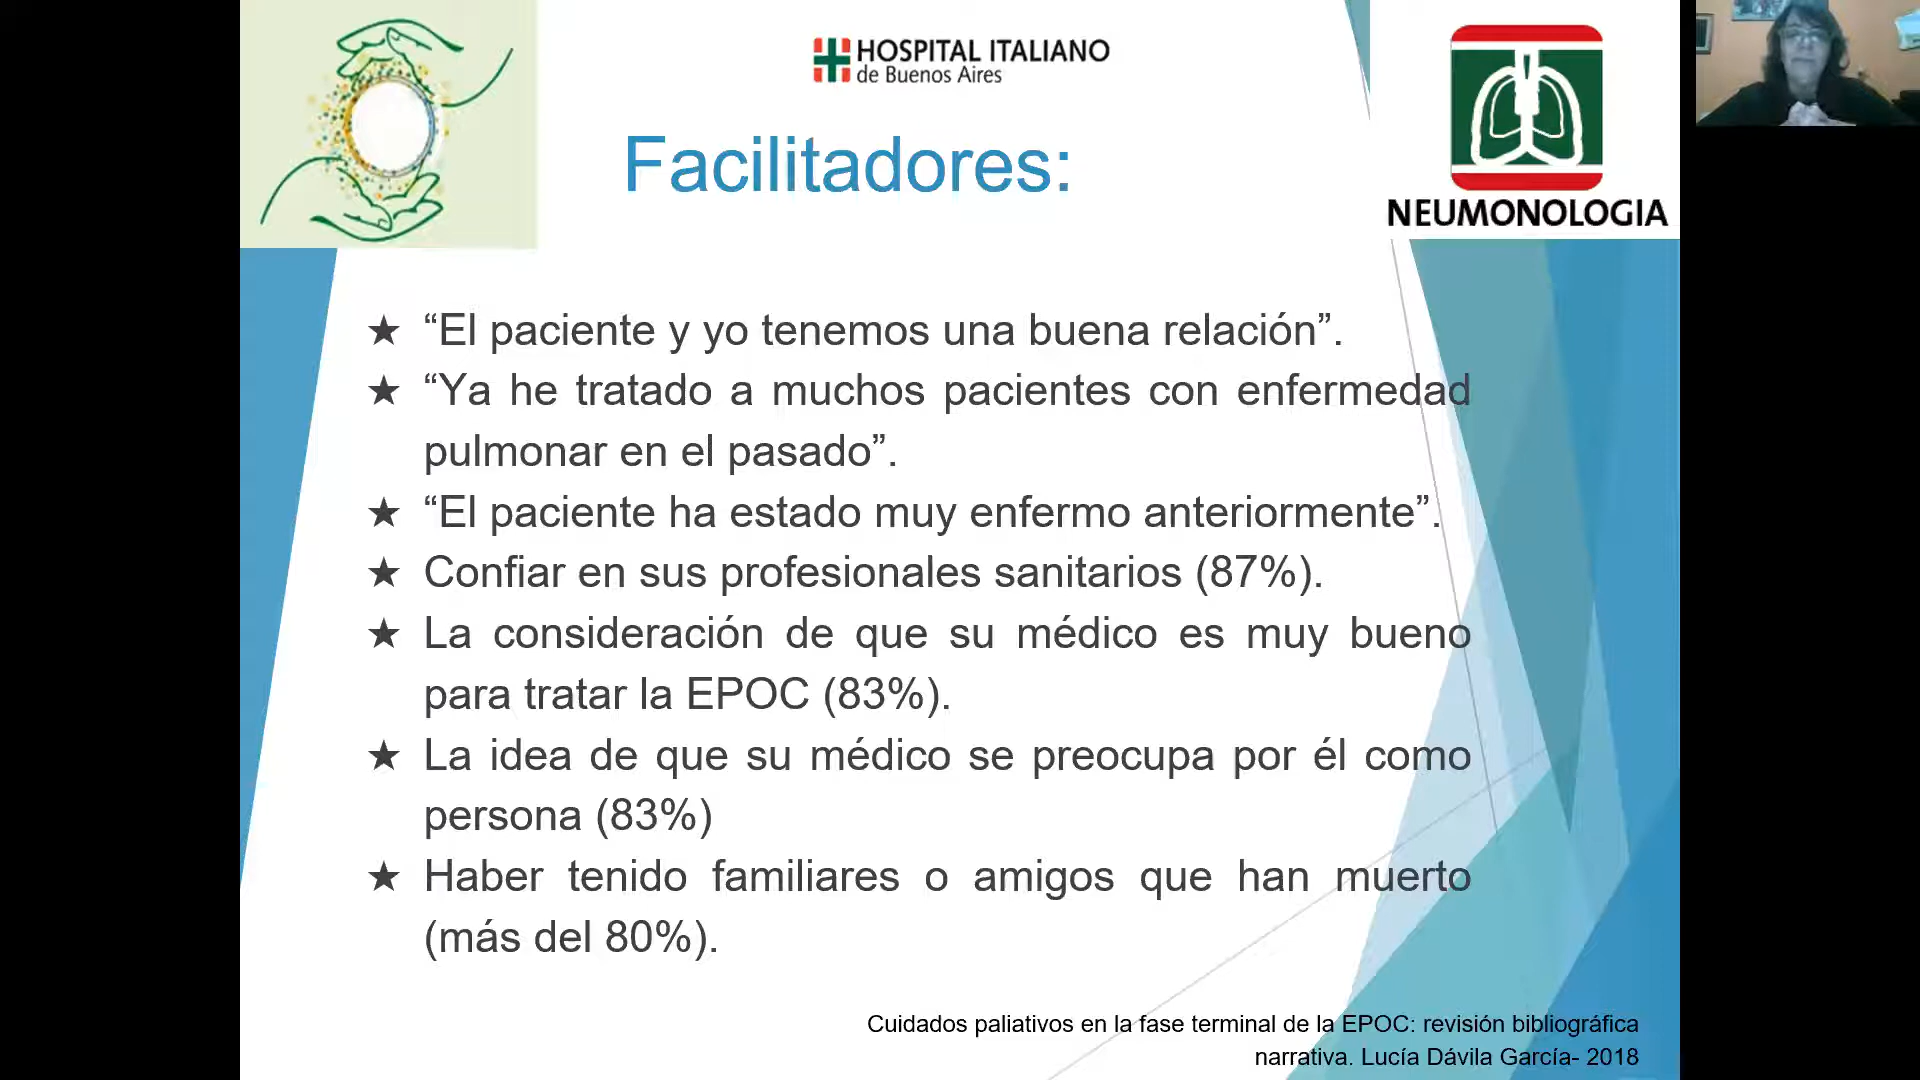 HOSPITAL ITALIANO
de Buenos Aires
Facilitadores:
NEUMONOLOGIA
★ “El paciente y yo tenemos una buena relación”.
★ “Ya he tratado a muchos pacientes con enfermedad
pulmonar en el pasado”.
★ “El paciente ha estado muy enfermo anteriormente”.
★ Confiar en sus profesionales sanitarios (87%).
★ La consideración de que su médico es muy bueno
para tratar la EPOC (83%).
★ La idea de que su médico se preocupa por él como
persona (83%)
★ Haber tenido familiares o amigos que han muerto
(más del 80%).
Cuidados paliativos en la fase terminal de la EPOC: revisión bibliográfica
narrativa. Lucía Dávila García- 2018